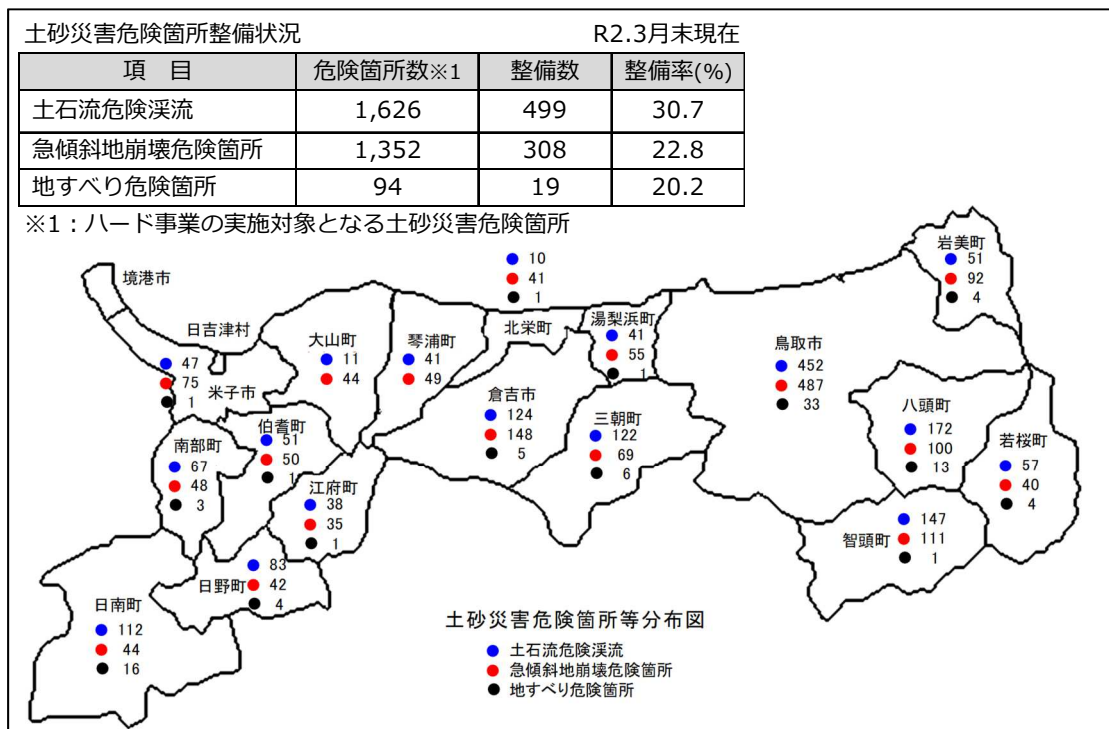 土砂災害危険箇所整備状況 R2.3月末現在
項 目 危険箇所数※1 整備数 整備率(%)
土石流危険渓流 1,626 499 30.7
急傾斜地崩壊危険箇所 1,352 308 22.8
地すべり危険箇所 94 19 20.2
※1：ハード事業の実施対象となる土砂災害危険箇所
境港市
日吉津村
米子市
47
75
1
大山町
11
44
琴浦町
41
49
10
41
1
北栄町
湯梨浜町
41
55
1
鳥取市
452
487
33
岩美町
51
92
4
倉吉市
124
148
5
三朝町
122
69
6
八頭町
172
100
13
若桜町
57
40
4
智頭町
147
111
1
南部町
67
48
3
伯耆町
51
50
1
江府町
38
35
1
日野町
83
42
4
日南町
112
44
16
土砂災害危険箇所等分布図
土石流危険渓流
急傾斜地崩壊危険箇所
地すべり危険箇所